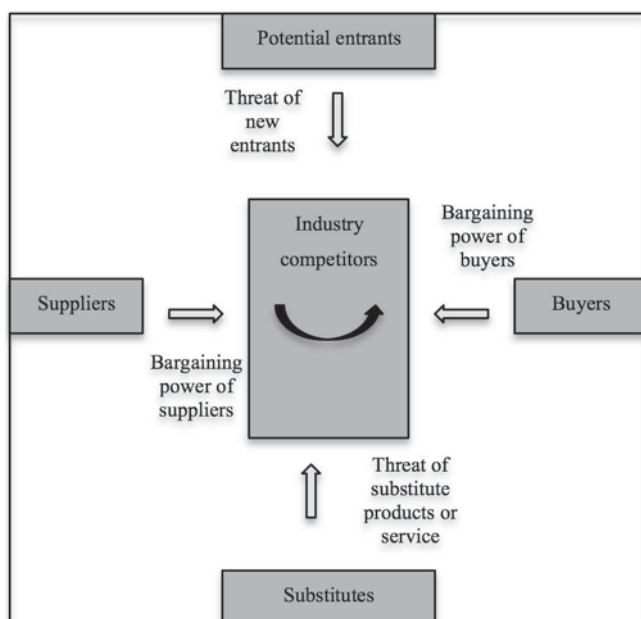 Potential entrants
Threat of
new
entrants
Industry
competitors
Bargaining
power of
buyers
Suppliers
Buyers
Bargaining
power of
suppliers
Threat of
substitute
products or
service
Substitutes